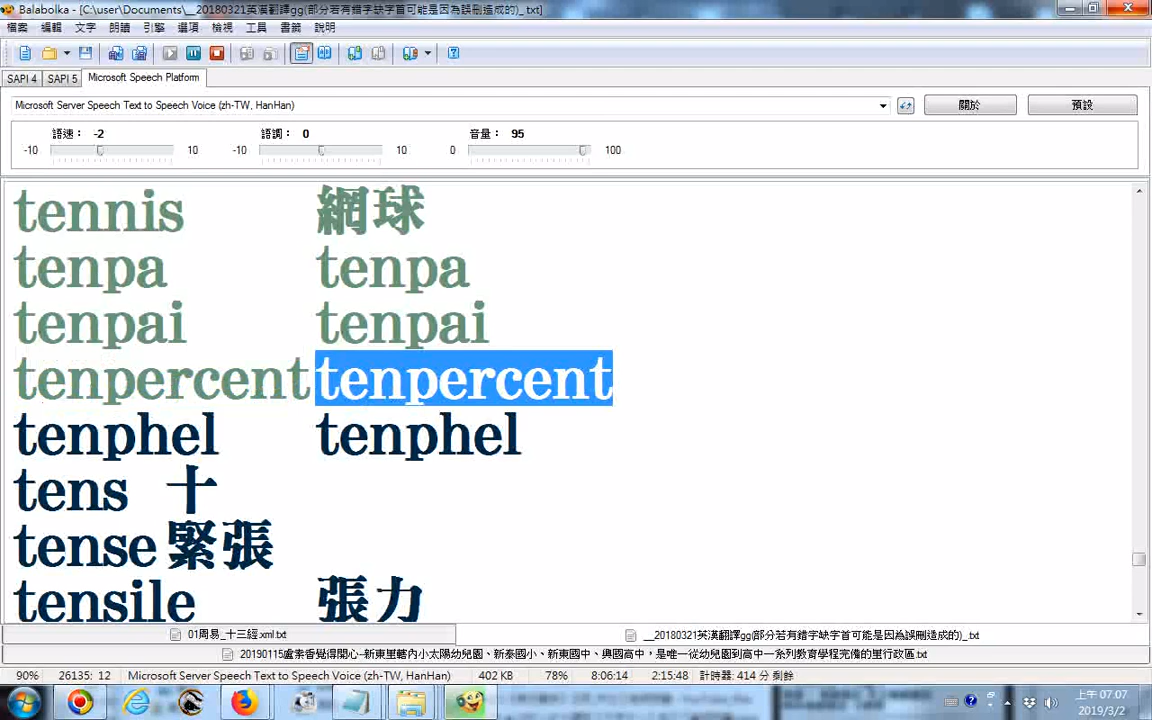 Balabolka - [C:\user\Documents\__20180321英漢翻譯gg(部分若有錯字缺字首可能是因為誤刪造成的)_.txt]
檔案 編輯 文字 朗讀 引擎 選項 檢視 工具 書籤 說明
SAPI 4 SAPI 5 Microsoft Speech Platform
Microsoft Server Speech Text to Speech Voice (zh-TW, HanHan) 關於 預設
語速： -2 語調： 0 音量： 95
-10 10 -10 10 0 100
tennis 網球
tenpa tenpa
tenpai tenpai
tenpercent tenpercent
tenphel tenphel
tens 十
tense 緊張
tensile 張力
01周易_十三經.xml.txt __20180321英漢翻譯gg(部分若有錯字缺字首可能是因為誤刪造成的)_.txt
20190115盧素香覺得開心-新東里轄內小太陽幼兒園、新泰國小、新東國中、興國高中，是唯一從幼兒園到高中一系列教育學程完備的里行政區.txt
90% 26135: 12 Microsoft Server Speech Text to Speech Voice (zh-TW, HanHan) 402 KB 78% 8:06:14 2:15:48 計時器: 414 分 剩餘
上午 07:07
2019/3/2